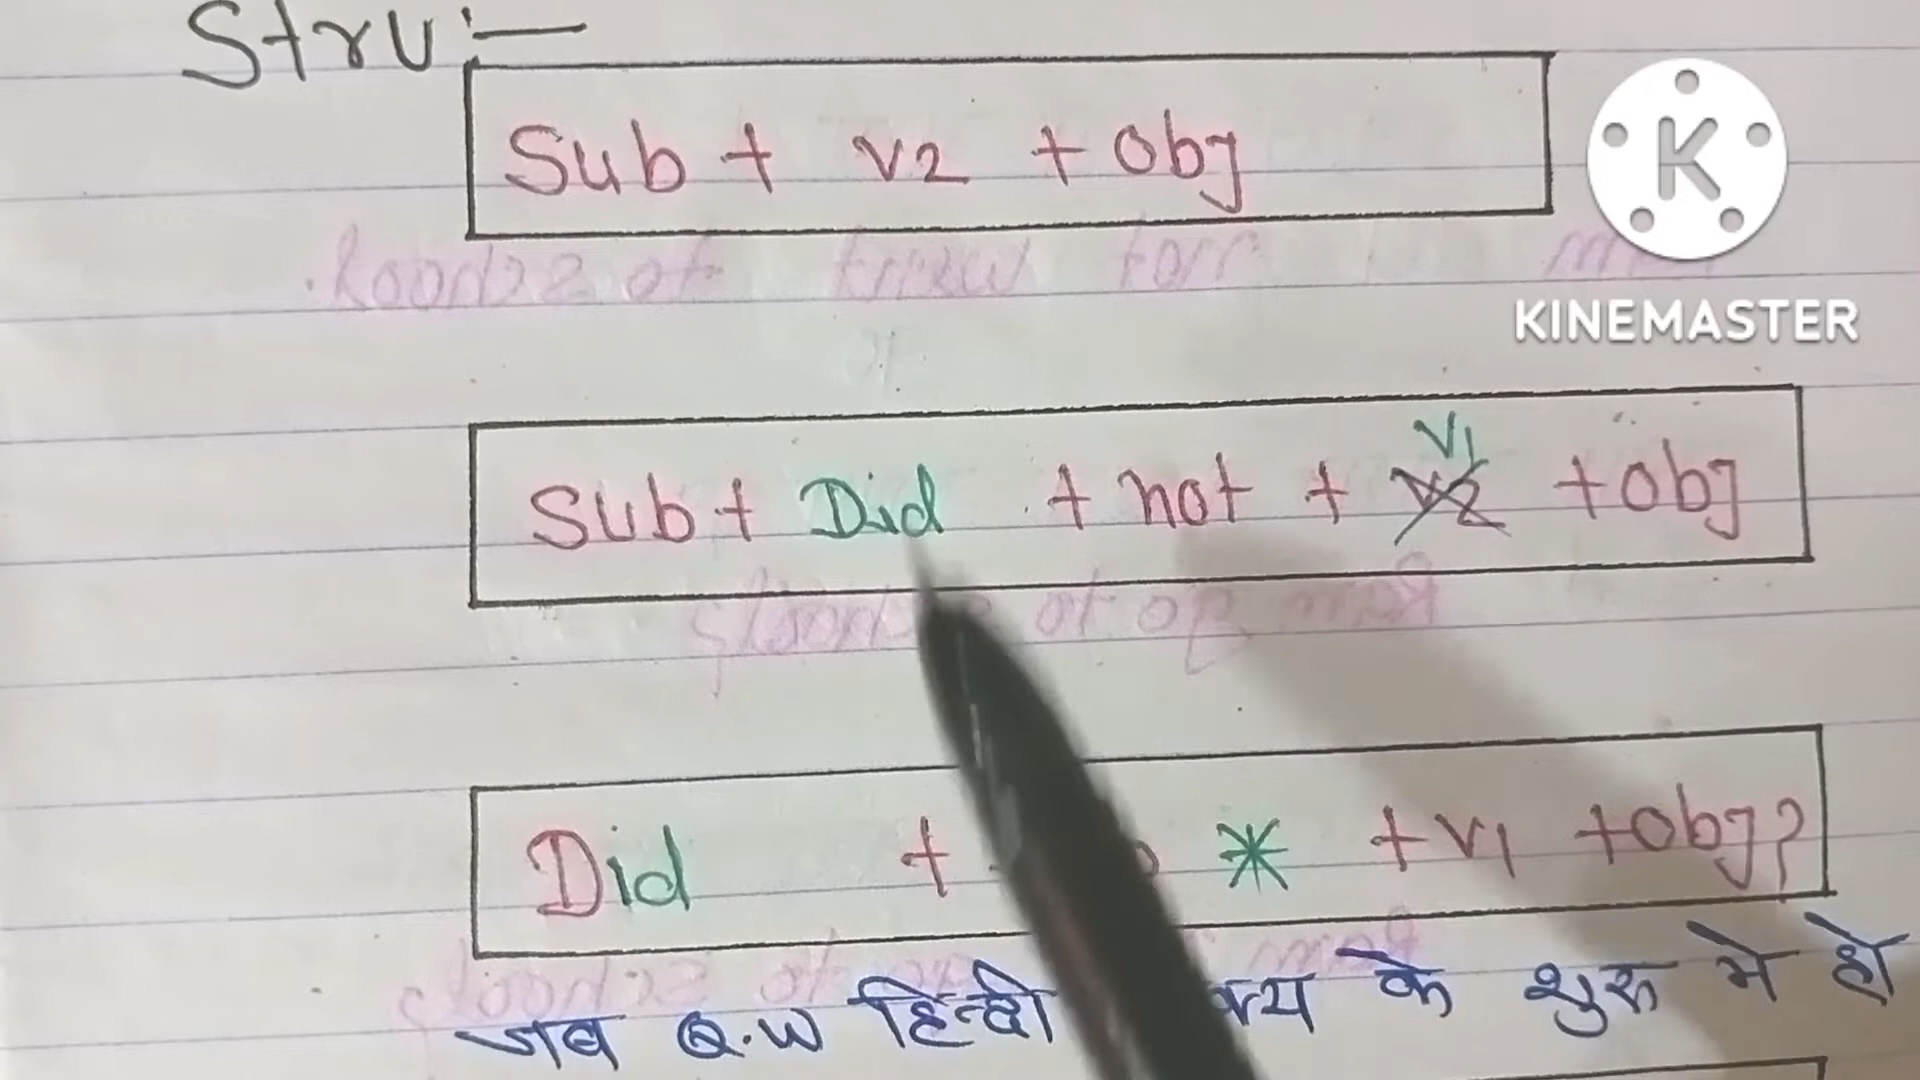 Stru :—
Sub + V2 + Obj
KINEMASTER
V1
Sub + Did + not + V2 + Obj
Did + * + V1 + Obj?
जब Q.W हिन्दी के शुरु मे हो